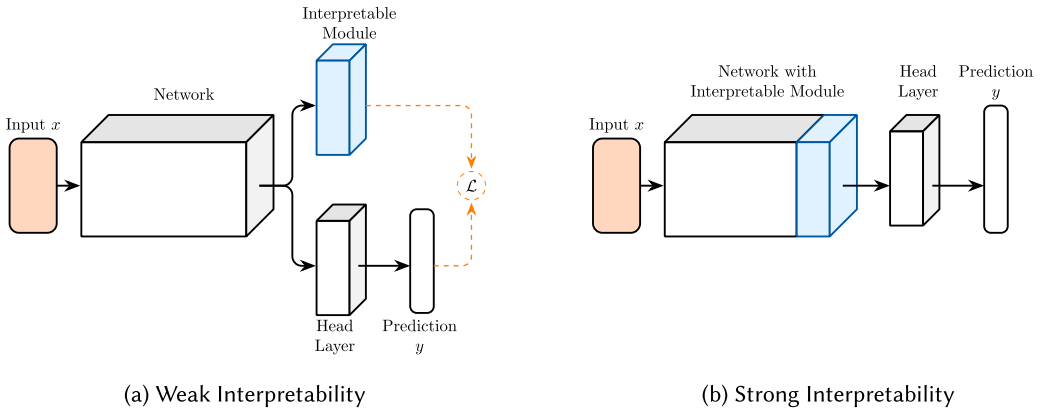 Interpretable
Module
Network
Input x
ℒ
Head
Layer
Prediction
y
(a) Weak Interpretability
Network with
Interpretable Module
Head
Layer
Prediction
y
Input x
(b) Strong Interpretability